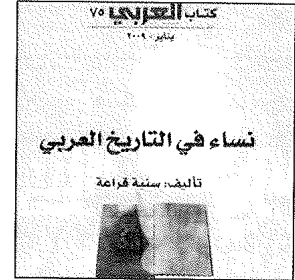 كتاب العربي ٧٥
يناير - ٢٠٠٩
نساء في التاريخ العربي
تأليف: سنية قراعة